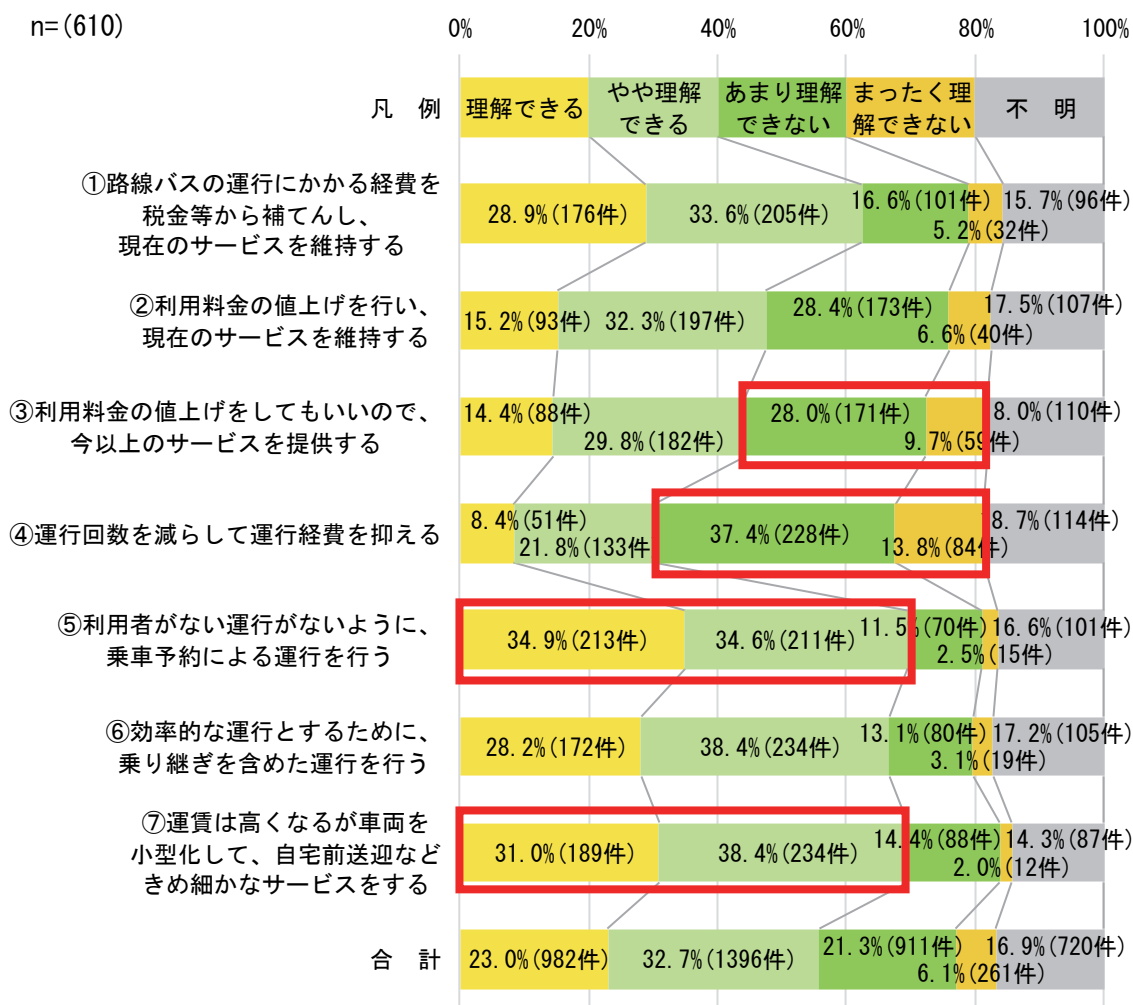 n=(610)
0% 20% 40% 60% 80% 100%
凡 例 理解できる やや理解できる あまり理解できない まったく理解できない 不 明
①路線バスの運行にかかる経費を
税金等から補てんし、
現在のサービスを維持する
28.9%(176件) 33.6%(205件) 16.6%(101件) 5.2%(32件) 15.7%(96件)
②利用料金の値上げを行い、
現在のサービスを維持する
15.2%(93件) 32.3%(197件) 28.4%(173件) 6.6%(40件) 17.5%(107件)
③利用料金の値上げをしてもいいので、
今以上のサービスを提供する
14.4%(88件) 29.8%(182件) 28.0%(171件) 9.7%(59件) 8.0%(110件)
④運行回数を減らして運行経費を抑える
8.4%(51件) 21.8%(133件 37.4%(228件) 13.8%(84件) 8.7%(114件)
⑤利用者がない運行がないように、
乗車予約による運行を行う
34.9%(213件) 34.6%(211件) 11.5%(70件) 2.5%(15件) 16.6%(101件)
⑥効率的な運行とするために、
乗り継ぎを含めた運行を行う
28.2%(172件) 38.4%(234件) 13.1%(80件) 3.1%(19件) 17.2%(105件)
⑦運賃は高くなるが車両を
小型化して、自宅前送迎など
きめ細かなサービスをする
31.0%(189件) 38.4%(234件) 14.4%(88件) 2.0%(12件) 14.3%(87件)
合 計 23.0%(982件) 32.7%(1396件) 21.3%(911件) 6.1%(261件) 16.9%(720件)